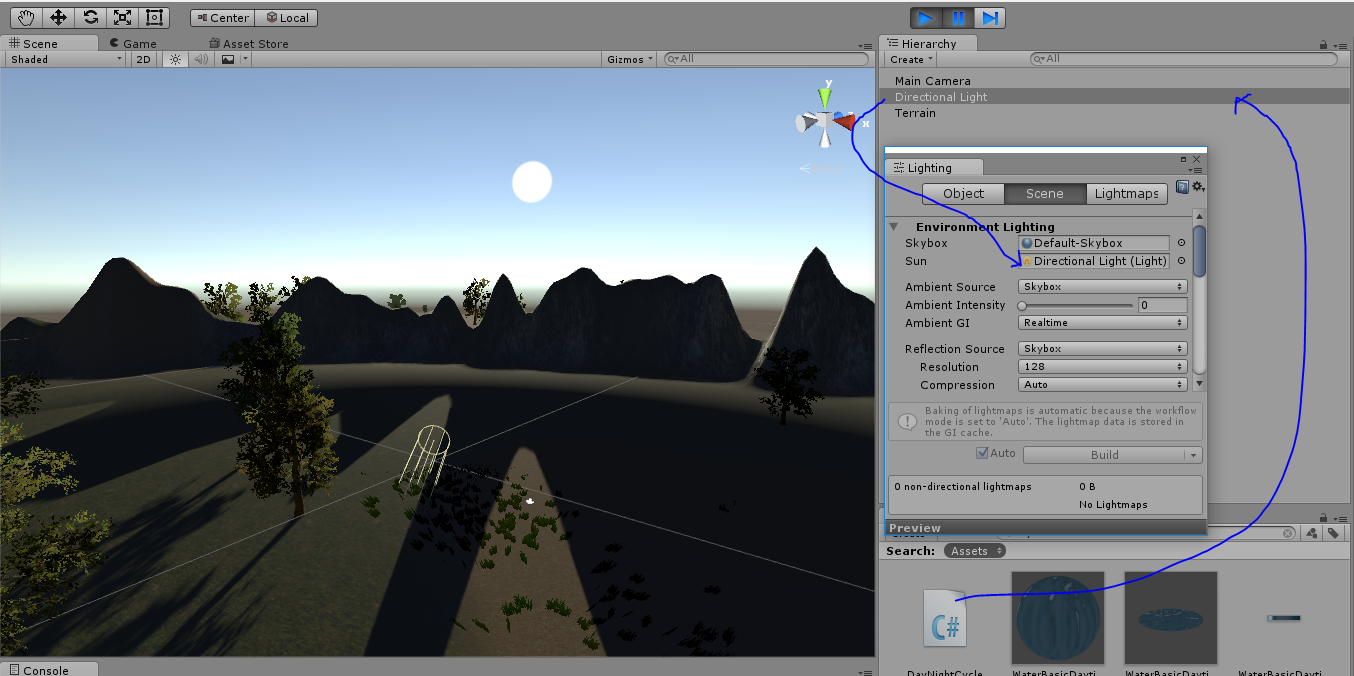 Center Local
Scene Game Asset Store
Shaded 2D Gizmos All
y
x
Hierarchy
Create All
Main Camera
Directional Light
Terrain
Lighting
Object Scene Lightmaps
Environment Lighting
Skybox Default-Skybox
Sun Directional Light (Light)
Ambient Source Skybox
Ambient Intensity 0
Ambient GI Realtime
Reflection Source Skybox
Resolution 128
Compression Auto
Baking of lightmaps is automatic because the workflow
mode is set to 'Auto'. The lightmap data is stored in
the GI cache.
Auto Build
0 non-directional lightmaps 0 B
No Lightmaps
Preview
Search: Assets
C#
DayNightCycle WaterBasicDayti WaterBasicDayti WaterBasicDayti
Console